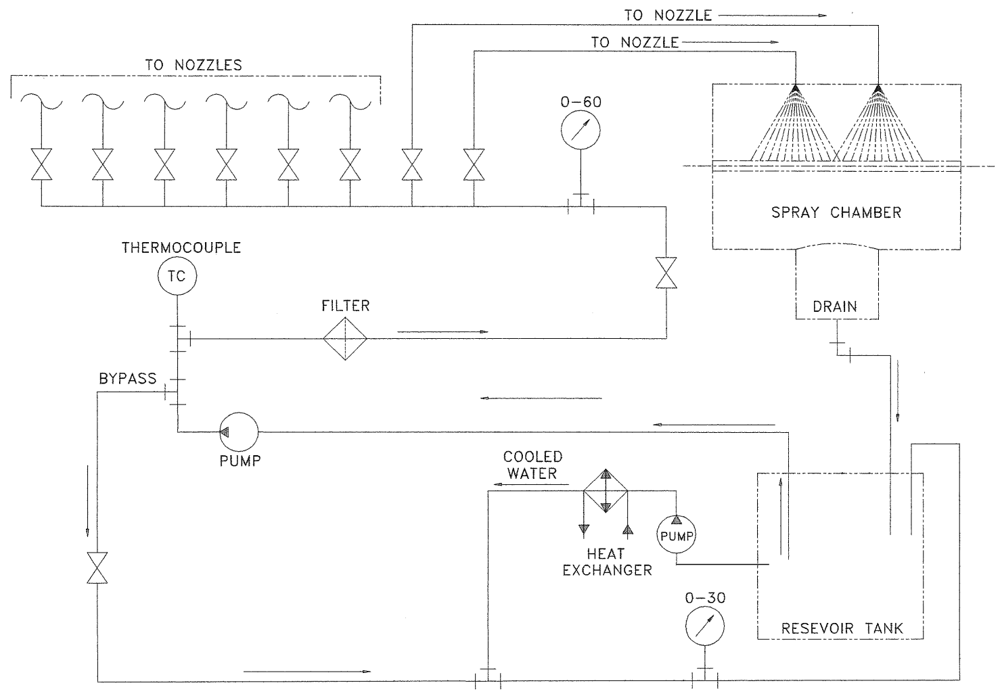 TO NOZZLE
TO NOZZLE
TO NOZZLES
0-60
SPRAY CHAMBER
THERMOCOUPLE
TC
FILTER
DRAIN
BYPASS
PUMP
COOLED
WATER
PUMP
HEAT
EXCHANGER
0-30
RESEVOIR TANK